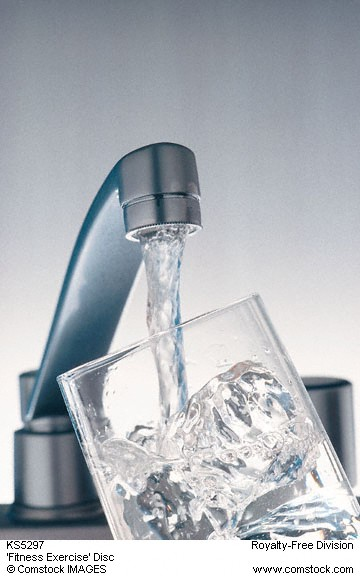 KS5297 Royalty-Free Division
'Fitness Exercise' Disc
© Comstock IMAGES www.comstock.com